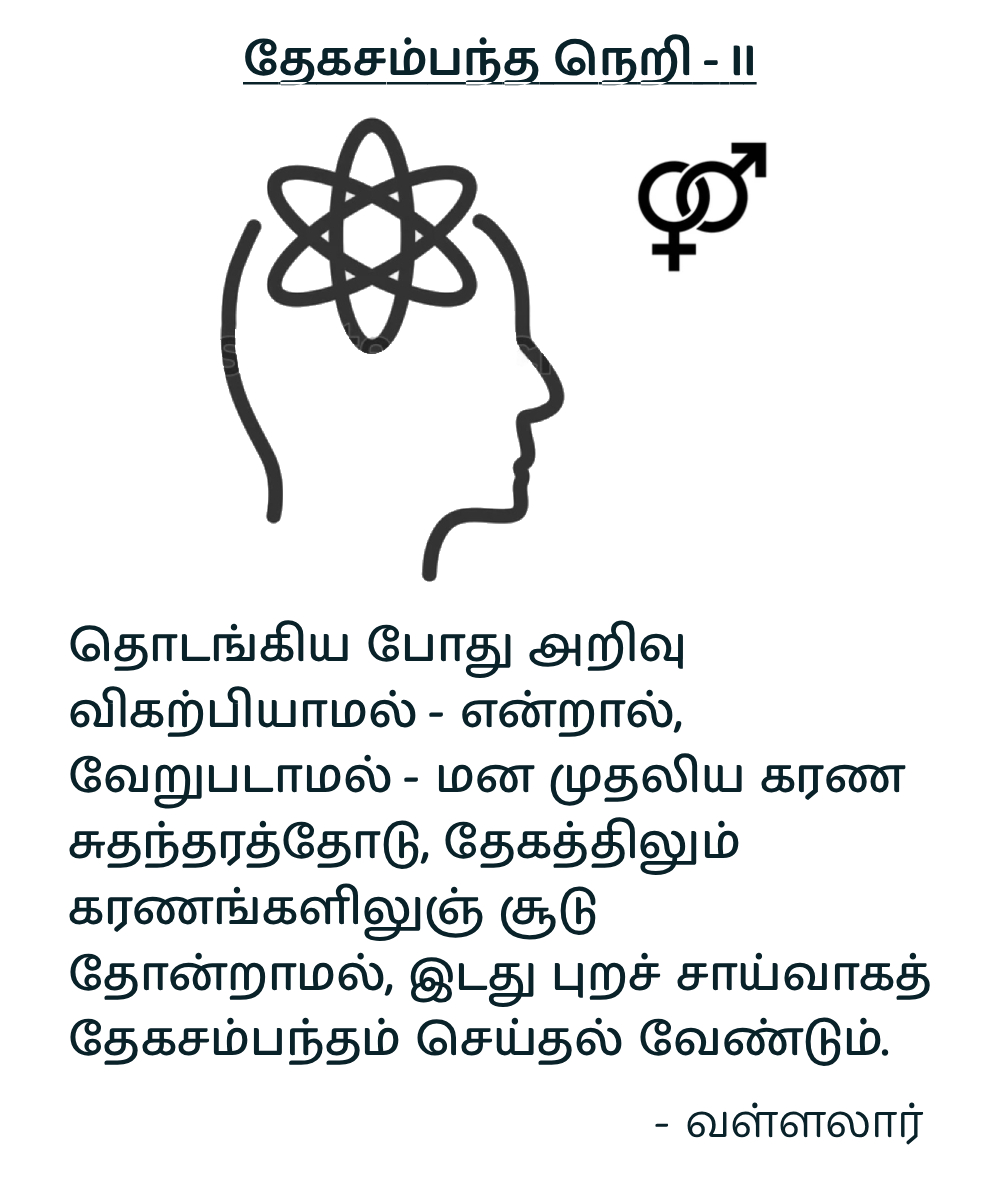 தேகசம்பந்த நெறி - II
தொடங்கிய போது அறிவு
விகற்பியாமல் - என்றால்,
வேறுபடாமல் - மன முதலிய கரண
சுதந்தரத்தோடு, தேகத்திலும்
கரணங்களிலுஞ் சூடு
தோன்றாமல், இடது புறச் சாய்வாகத்
தேகசம்பந்தம் செய்தல் வேண்டும்.
- வள்ளலார்